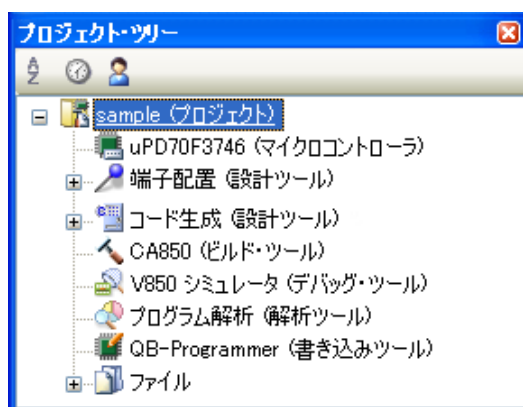 プロジェクト・ツリー
sample (プロジェクト)
uPD70F3746 (マイクロコントローラ)
端子配置 (設計ツール)
コード生成 (設計ツール)
CA850 (ビルド・ツール)
V850 シミュレータ (デバッグ・ツール)
プログラム解析 (解析ツール)
QB-Programmer (書き込みツール)
ファイル